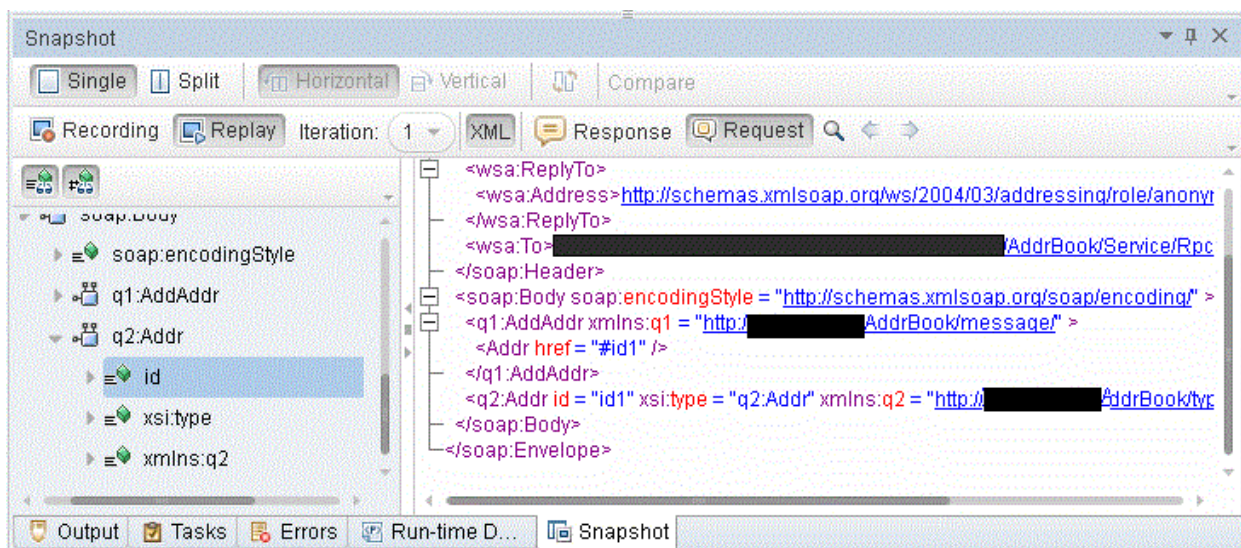 Snapshot
Single Split Horizontal Vertical Compare
Recording Replay Iteration: 1 XML Response Request
soap:Body
soap:encodingStyle
q1:AddAddr
q2:Addr
id
xsi:type
xmlns:q2
<wsa:ReplyTo>
<wsa:Address>http://schemas.xmlsoap.org/ws/2004/03/addressing/role/anonyr
</wsa:ReplyTo>
<wsa:To> /AddrBook/Service/Rpc
</soap:Header>
<soap:Body soap:encodingStyle = "http://schemas.xmlsoap.org/soap/encoding/" >
<q1:AddAddr xmlns:q1 = "http:/ AddrBook/message/" >
<Addr href = "#id1" />
</q1:AddAddr>
<q2:Addr id = "id1" xsi:type = "q2:Addr" xmlns:q2 = "http:// AddrBook/typ
</soap:Body>
</soap:Envelope>
Output Tasks Errors Run-time D... Snapshot